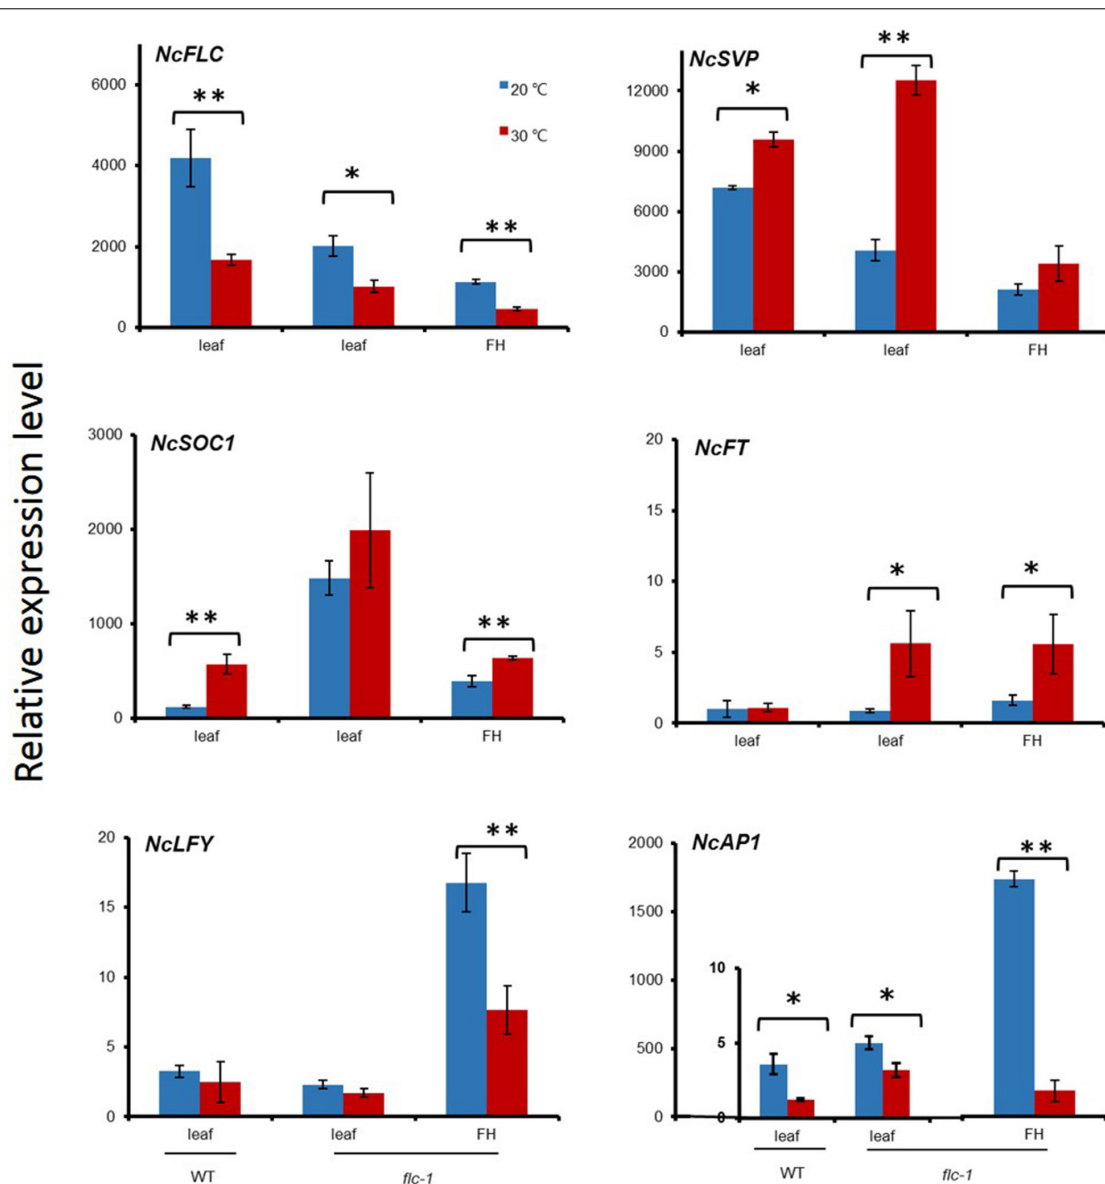 Relative expression level
NcFLC
6000
4000
2000
0
**
*
**
20 ℃
30 ℃
leaf
leaf
FH
NcSVP
12000
9000
6000
3000
0
*
**
leaf
leaf
FH
NcSOC1
3000
2000
1000
0
**
**
leaf
leaf
FH
NcFT
20
15
10
5
0
*
*
leaf
leaf
FH
NcLFY
20
15
10
5
0
**
leaf
leaf
FH
WT
flc-1
NcAP1
2000
1500
1000
500
0
10
5
0
*
*
**
leaf
leaf
FH
WT
flc-1